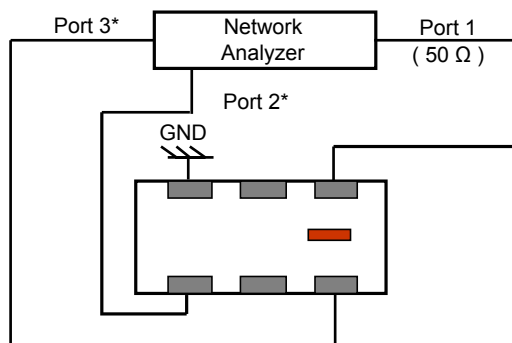 Port 3*
Network
Analyzer
Port 1
( 50 Ω )
Port 2*
GND